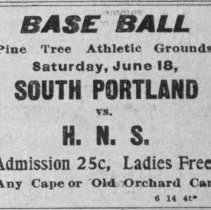 BASE BALL
Pine Tree Athletic Grounds
Saturday, June 18,
SOUTH PORTLAND
vs.
H. N. S.
Admission 25c, Ladies Free
Any Cape or Old Orchard Car
6 14 4t*